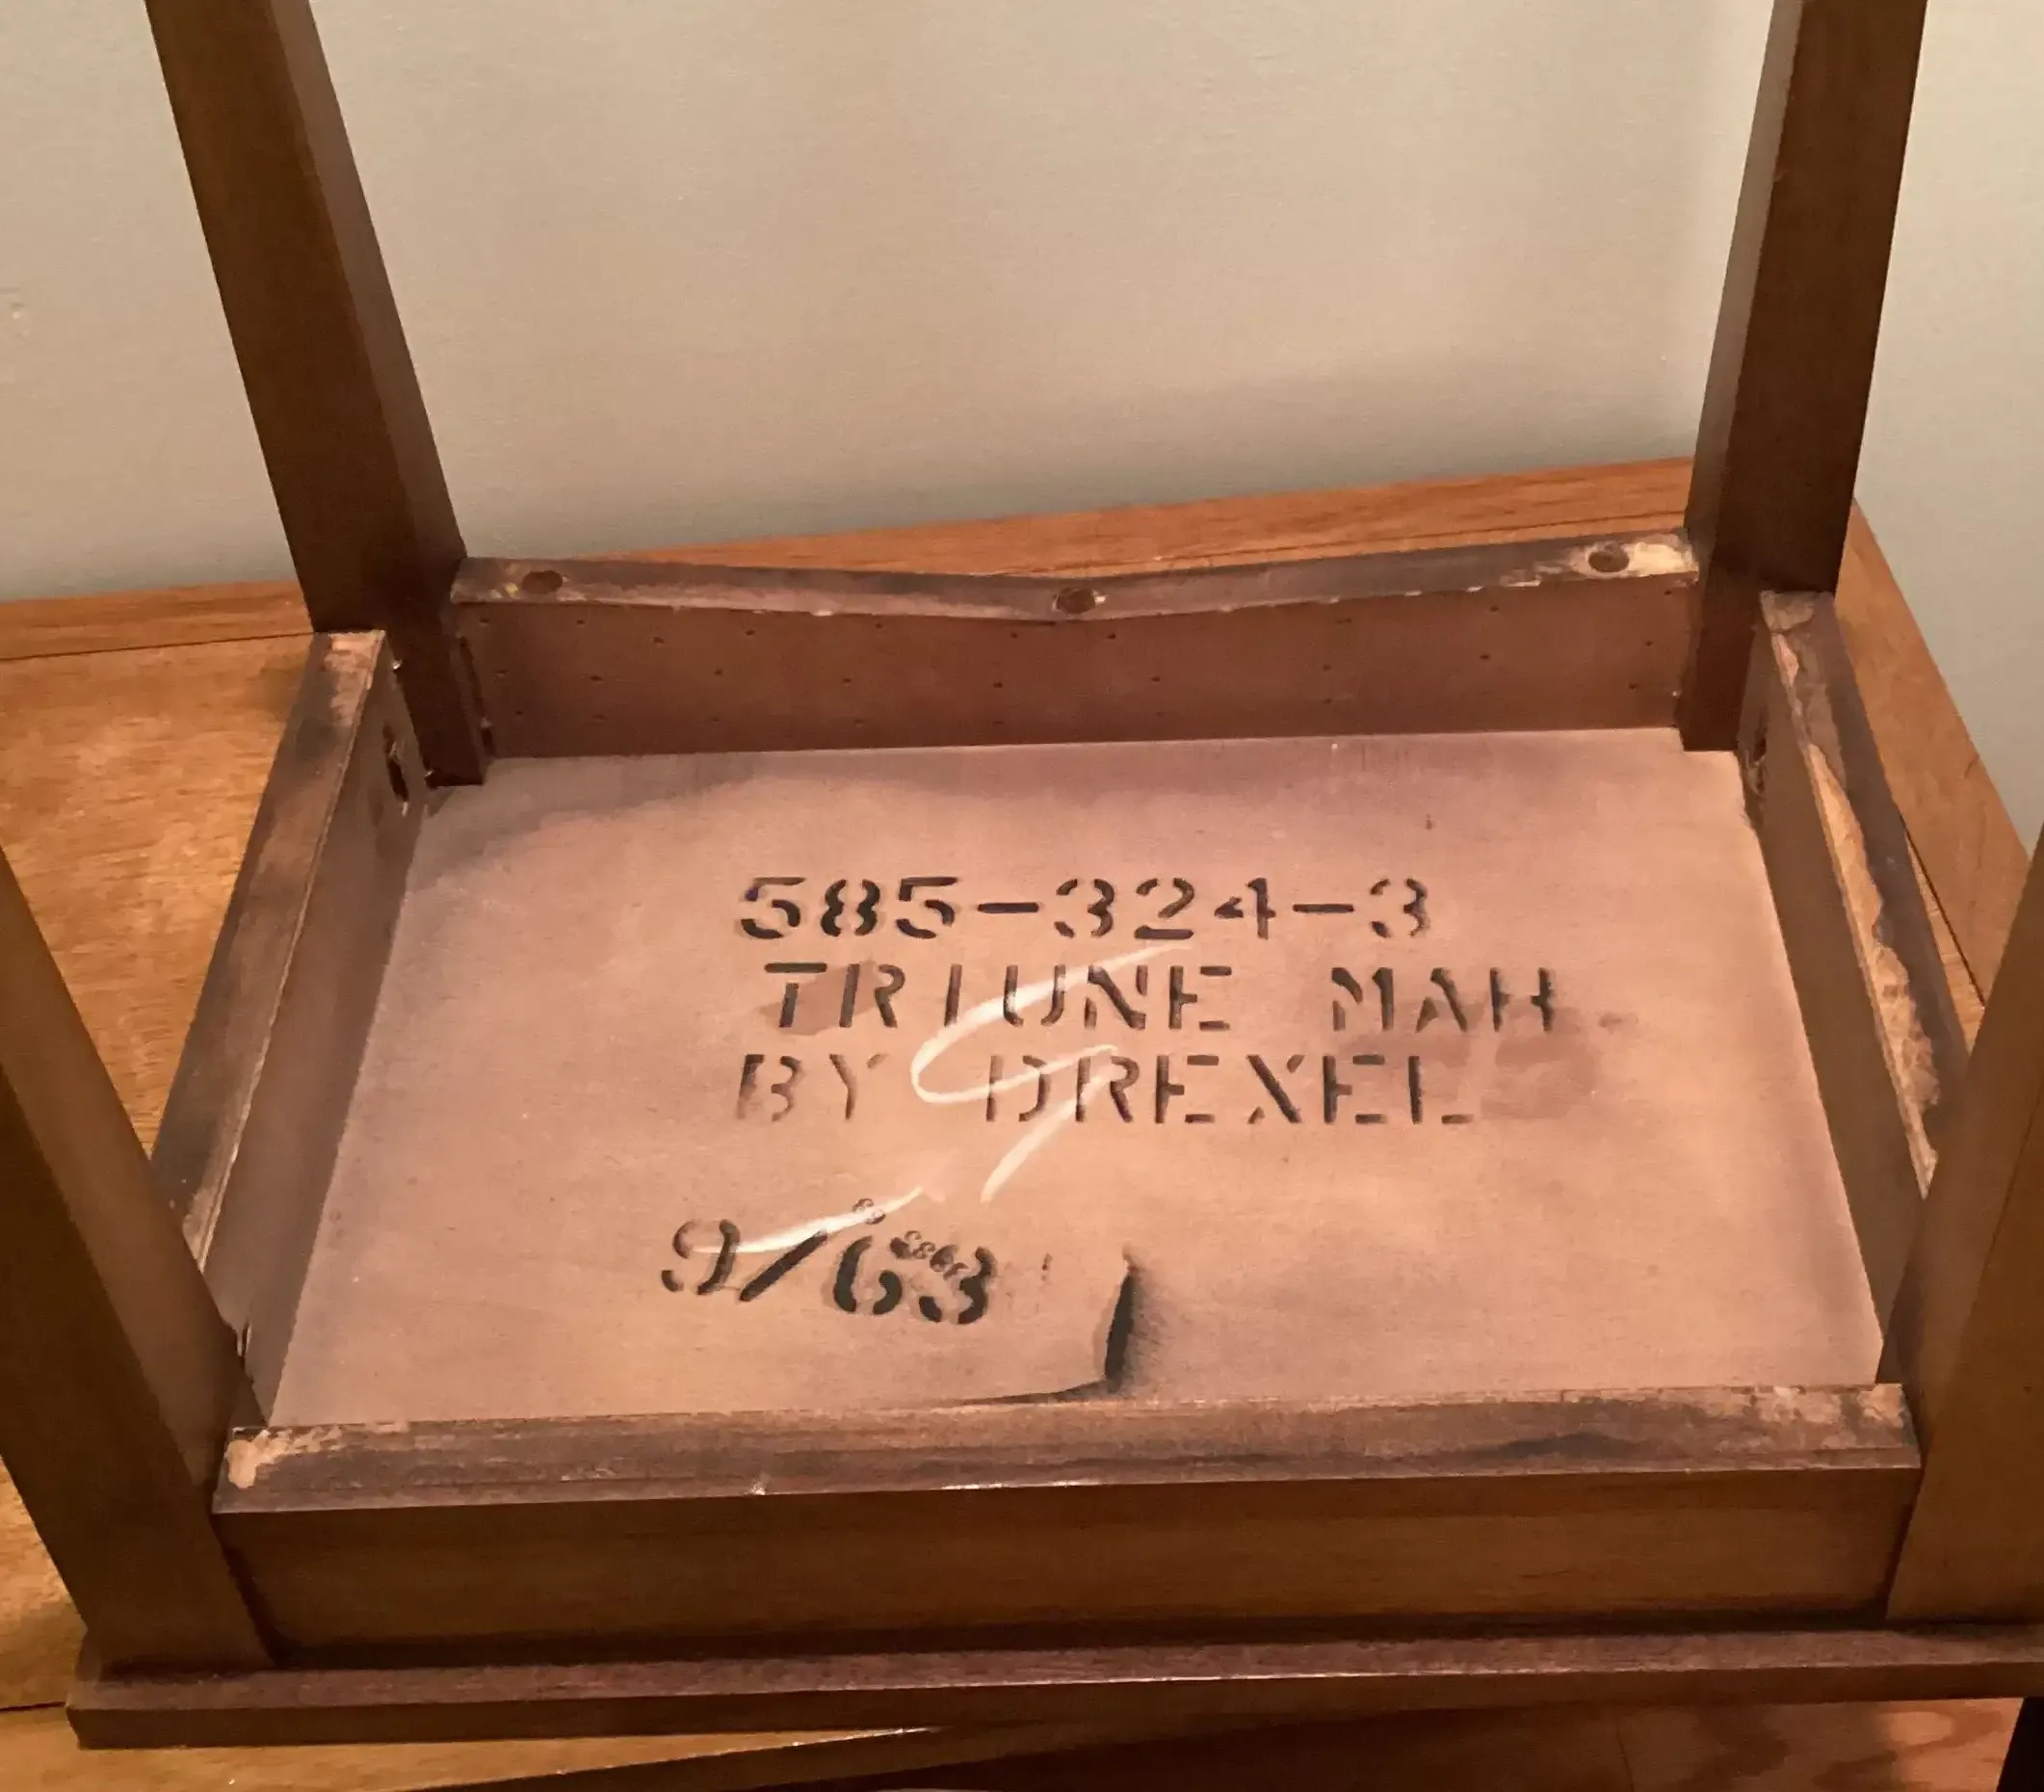 585-324-3
TRIUNE MAH
BY DREXEL
9/63